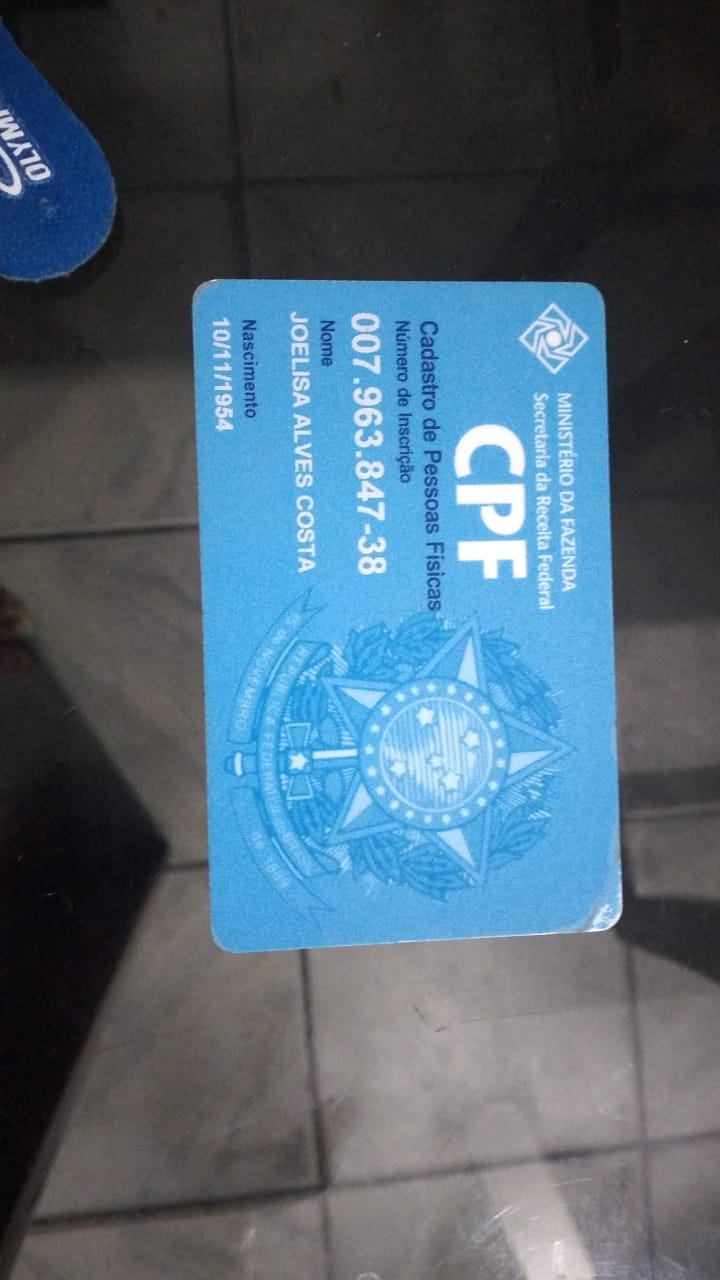 MINISTÉRIO DA FAZENDA
Secretaria da Receita Federal
CPF
Cadastro de Pessoas Físicas
Número de Inscrição
007.963.847-38
Nome
JOELISA ALVES COSTA
Nascimento
10/11/1954